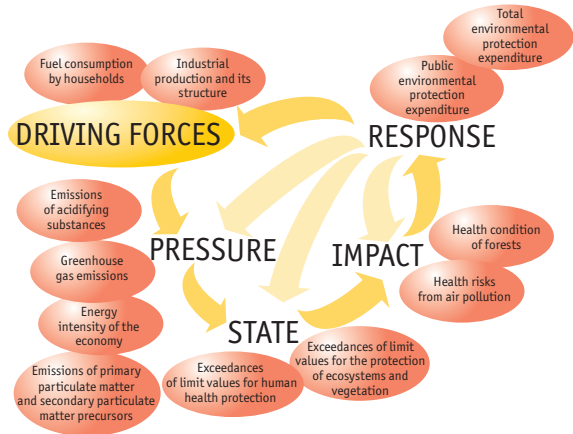 Fuel consumption
by households
Industrial
production and its
structure
DRIVING FORCES
Total
environmental
protection
expenditure
Public
environmental
protection
expenditure
RESPONSE
Emissions
of acidifying
substances
Greenhouse
gas emissions
Energy
intensity of the
economy
Emissions of primary
particulate matter
and secondary particulate
matter precursors
PRESSURE
IMPACT
Health condition
of forests
Health risks
from air pollution
STATE
Exceedances
of limit values for human
health protection
Exceedances of limit
values for the protection
of ecosystems and
vegetation